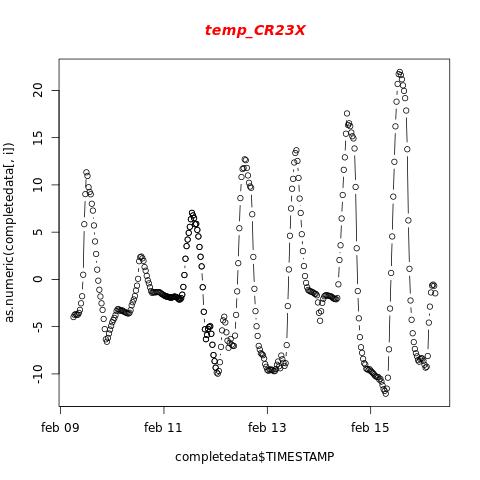 temp_CR23X
as.numeric(completedata[, i])
20
15
10
5
0
-5
-10
feb 09
feb 11
feb 13
feb 15
completedata$TIMESTAMP